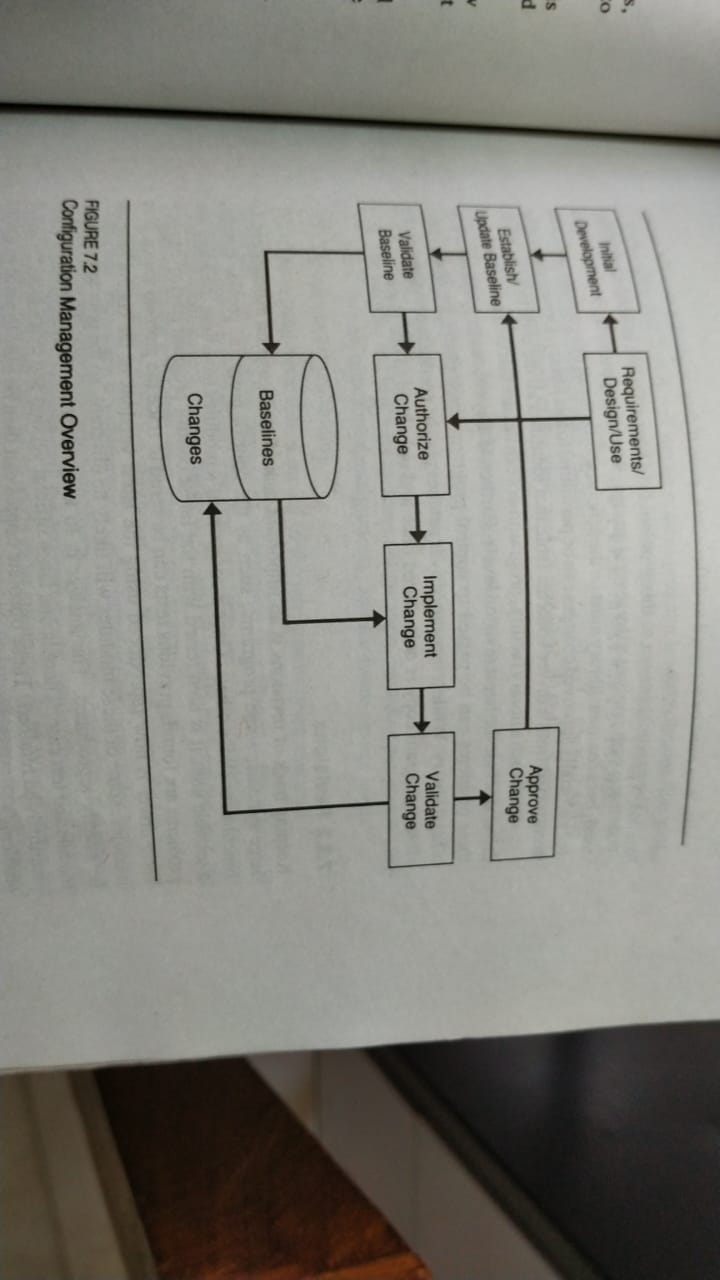 Requirements/
Design/Use
Initial
Development
Establish/
Update Baseline
Approve
Change
Validate
Baseline
Authorize
Change
Implement
Change
Validate
Change
Baselines
Changes
FIGURE 7.2
Configuration Management Overview